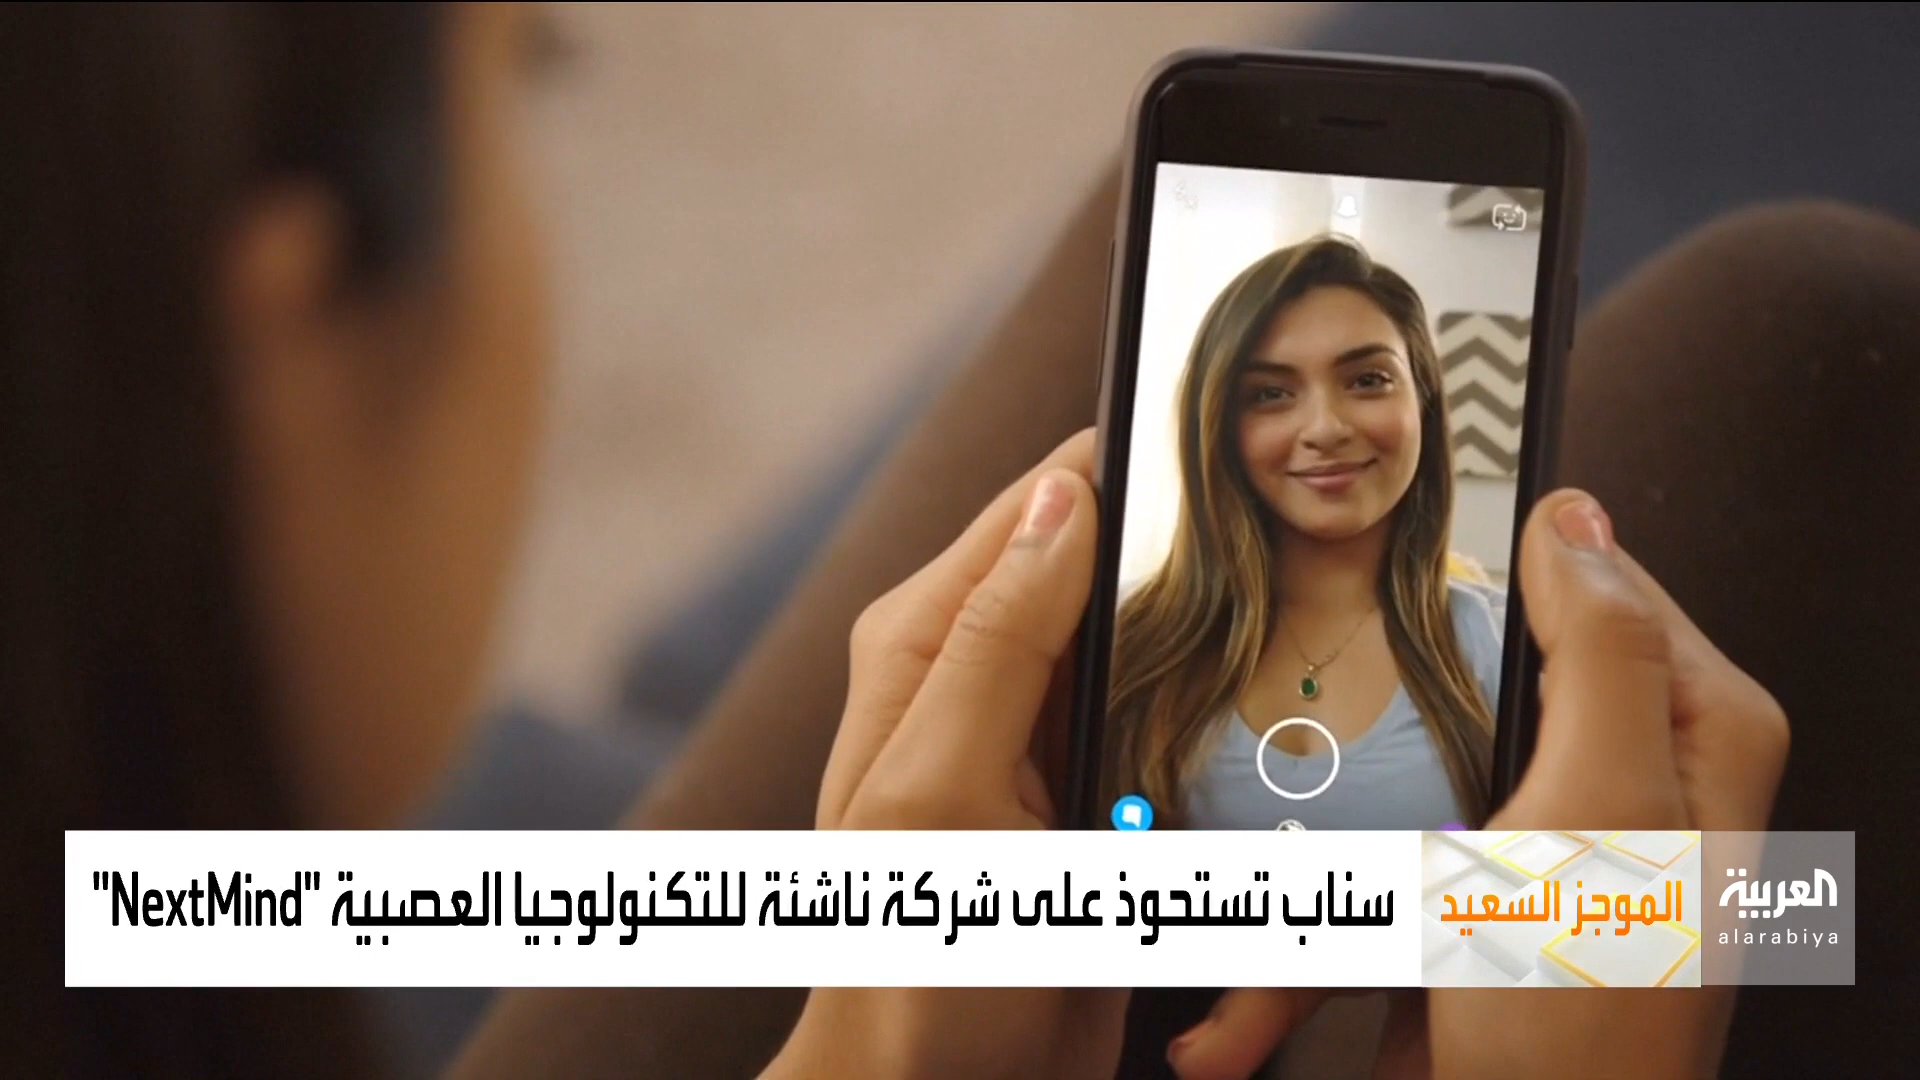 العربية
alarabiya
الموجز السعيد
سناب تستحوذ على شركة ناشئة للتكنولوجيا العصبية "NextMind"